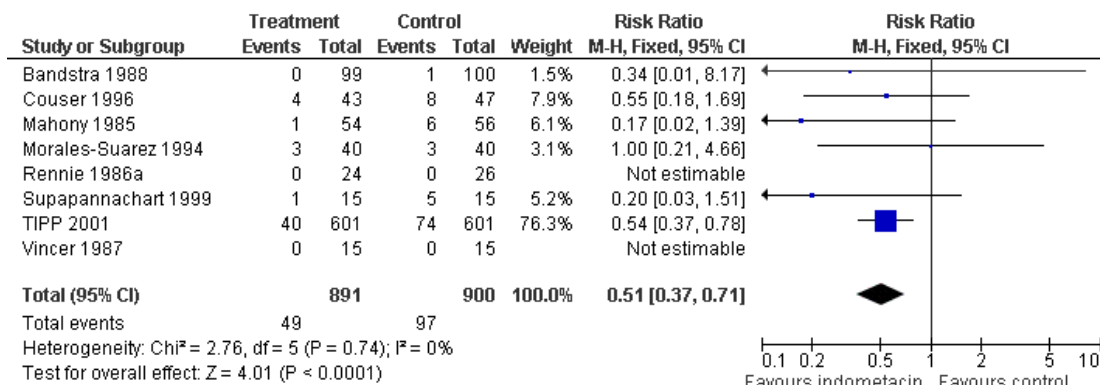 Treatment Control Risk Ratio Risk Ratio
Study or Subgroup Events Total Events Total Weight M-H, Fixed, 95% CI M-H, Fixed, 95% CI
Bandstra 1988 0 99 1 100 1.5% 0.34 [0.01, 8.17]
Couser 1996 4 43 8 47 7.9% 0.55 [0.18, 1.69]
Mahony 1985 1 54 6 56 6.1% 0.17 [0.02, 1.39]
Morales-Suarez 1994 3 40 3 40 3.1% 1.00 [0.21, 4.66]
Rennie 1986a 0 24 0 26 Not estimable
Supapannachart 1999 1 15 5 15 5.2% 0.20 [0.03, 1.51]
TIPP 2001 40 601 74 601 76.3% 0.54 [0.37, 0.78]
Vincer 1987 0 15 0 15 Not estimable
Total (95% CI) 891 900 100.0% 0.51 [0.37, 0.71]
Total events 49 97
Heterogeneity: Chi² = 2.76, df = 5 (P = 0.74); I² = 0%
Test for overall effect: Z = 4.01 (P < 0.0001)
0.1 0.2 0.5 1 2 5 10
Favours indometacin Favours control